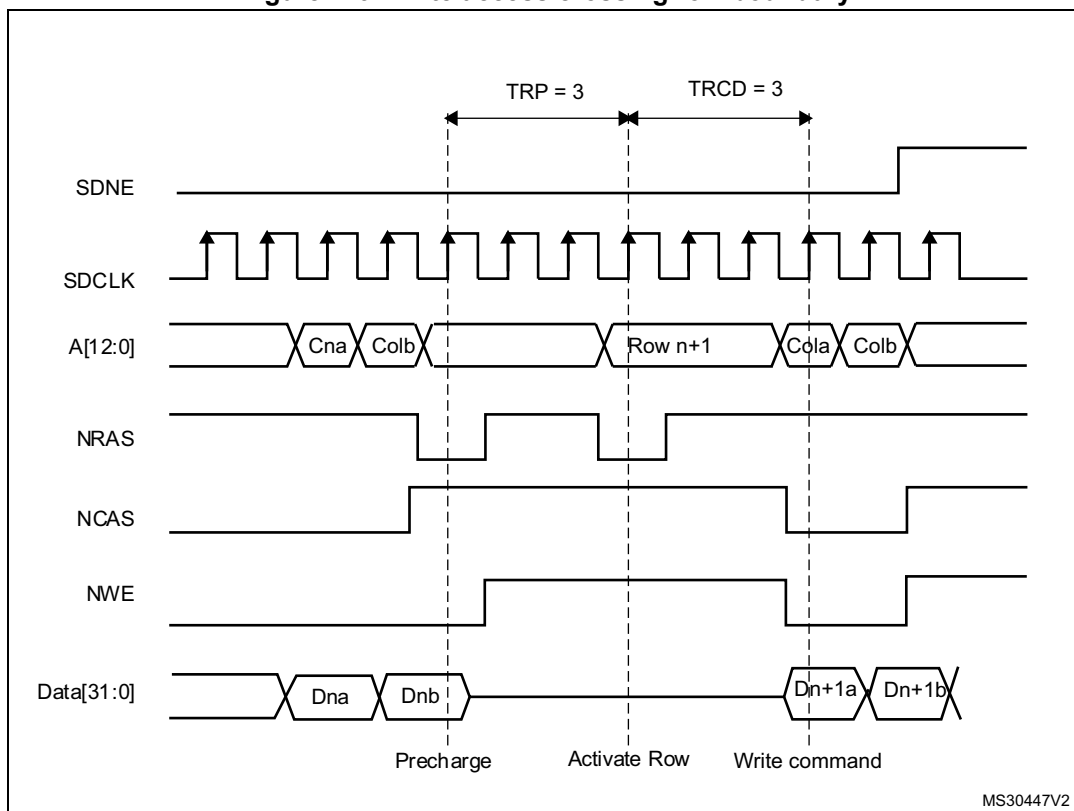 TRP = 3 TRCD = 3
SDNE
SDCLK
A[12:0] Cna Colb Row n+1 Cola Colb
NRAS
NCAS
NWE
Data[31:0] Dna Dnb Dn+1a Dn+1b
Precharge Activate Row Write command
MS30447V2